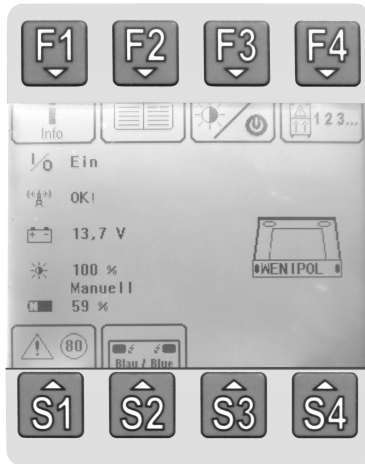 F1 F2 F3 F4
Info
123...
I/O Ein
OK!
13,7 V
100 %
Manuell
59 %
WENIPOL
80
Blau / Blue
S1 S2 S3 S4